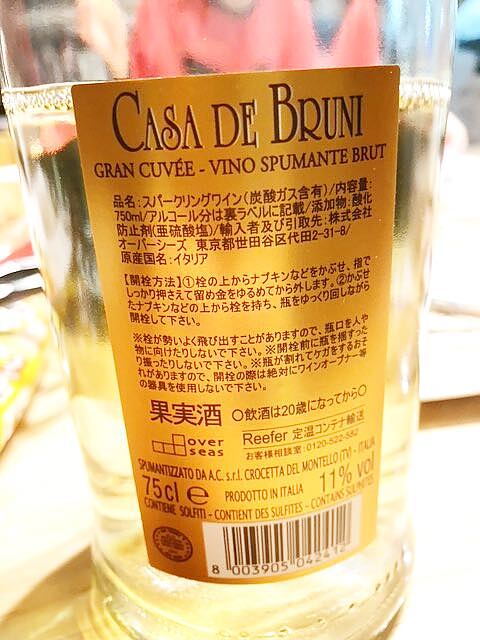 CASA DE BRUNI
GRAN CUVÉE - VINO SPUMANTE BRUT
品名:スパークリングワイン(炭酸ガス含有)/内容量:
750ml/アルコール分は裏ラベルに記載/添加物:酸化
防止剤(亜硫酸塩)/輸入者及び引取先:株式会社
オーバーシーズ 東京都世田谷区代田2-31-8/
原産国名:イタリア
【開栓方法】①栓の上からナプキンなどをかぶせ、指で
しっかり押さえて留め金をゆるめてから外します。②かぶせ
たナプキンなどの上から栓を持ち、瓶をゆっくり回しながら
開栓して下さい。
※栓が勢いよく飛び出すことがありますので、瓶口を人や
物に向けたりしないで下さい。※開栓前に瓶を揺すった
り振ったりしないで下さい。※瓶が割れてケガをするおそ
れがありますので、開栓の際は絶対にワインオープナー等
の器具を使用しないで下さい。
果実酒 〇飲酒は20歳になってから〇
over seas
Reefer 定温コンテナ輸送
お客様相談室:0120-522-582
SPUMANTIZZATO DA A.C. s.r.l. CROCETTA DEL MONTELLO (TV) - ITALIA
75cl e PRODOTTO IN ITALIA 11% vol
CONTIENE SOLFITI - CONTIENT DES SULFITES - CONTAINS SULPHITES
8 003905 042412